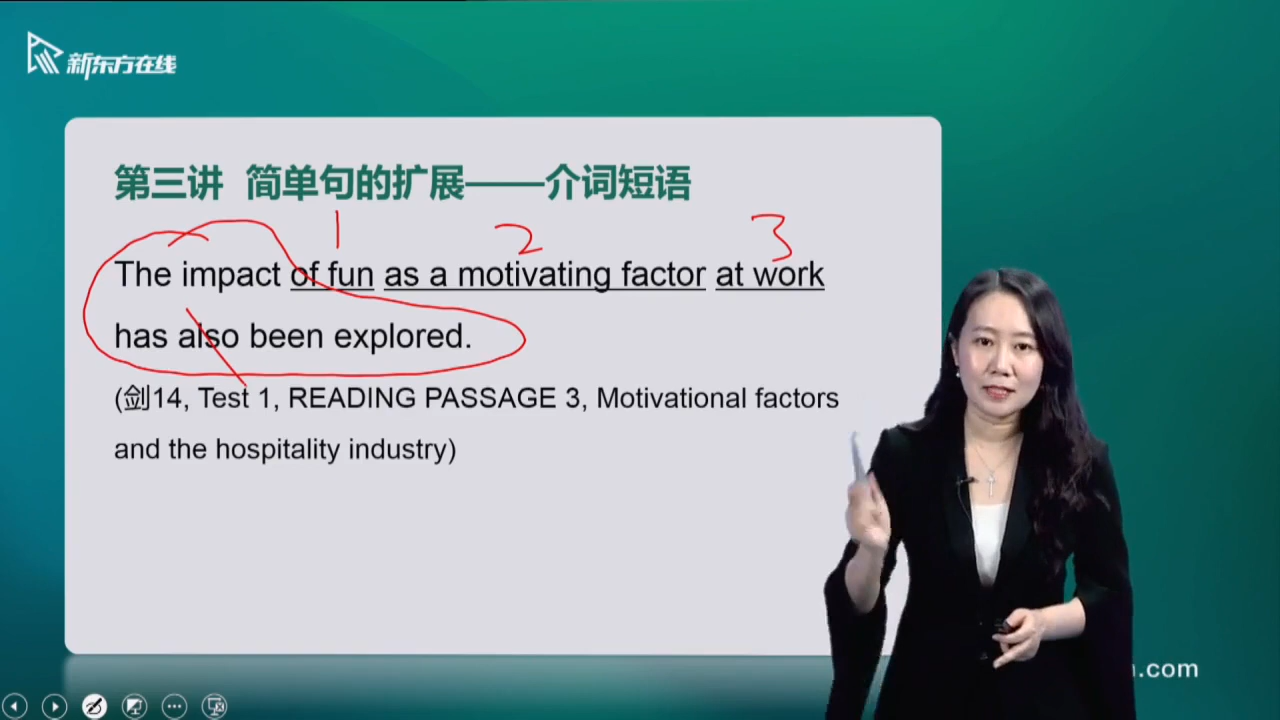 新东方在线
第三讲 简单句的扩展——介词短语
1 2 3
The impact of fun as a motivating factor at work
has also been explored.
(剑14, Test 1, READING PASSAGE 3, Motivational factors
and the hospitality industry)
.com